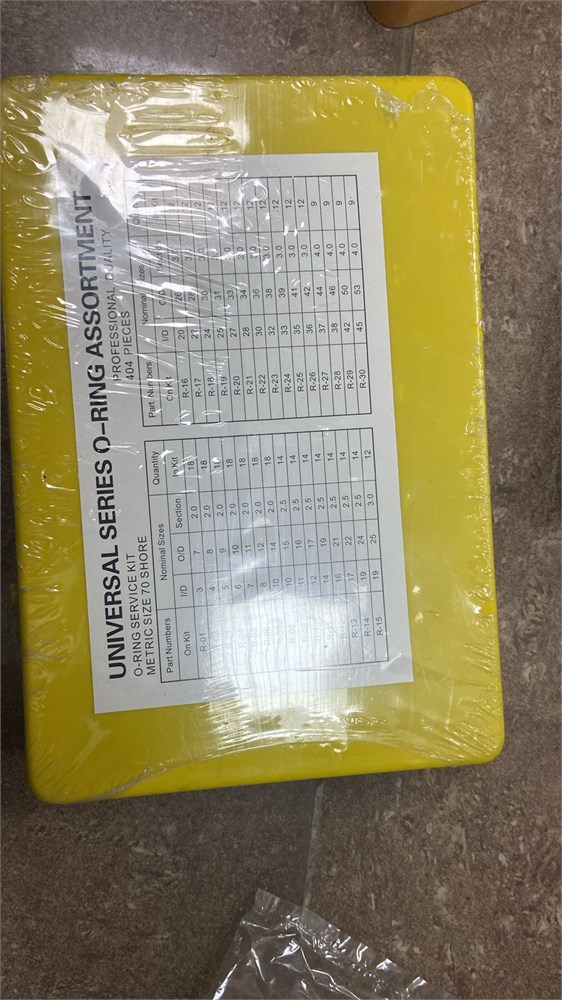 UNIVERSAL SERIES O-RING ASSORTMENT
O-RING SERVICE KIT PROFESSIONAL QUALITY
METRIC SIZE 70 SHORE 404 PIECES
Part Numbers Nominal Sizes Quantity
On Kit I/D O/D Section In Kit
R-01 3 7 2.0 18
4 8 2.0 18
5 9 2.0
6 10 2.0 18
7 11 2.0 18
8 12 2.0 18
10 14 2.0 18
10 15 2.5 14
11 16 2.5 14
12 17 2.5 14
14 19 2.5 14
16 21 2.5 14
R-13 17 22 2.5 14
R-14 19 24 2.5 14
R-15 19 25 3.0 12
Part Numbers Nominal Sizes
On Kit I/D O/D
R-16 20 26
R-17 22 28 3.0
R-18 24 30 3.0
R-19 25 31
R-20 27 33 12
R-21 28 34 3.0 12
R-22 30 36 3.0 12
R-23 32 38 3.0 12
R-24 33 39 3.0 12
R-25 35 41 3.0 12
R-26 36 42 3.0 12
R-27 37 44 4.0 9
R-28 38 46 4.0 9
R-29 42 50 4.0 9
R-30 45 53 4.0 9